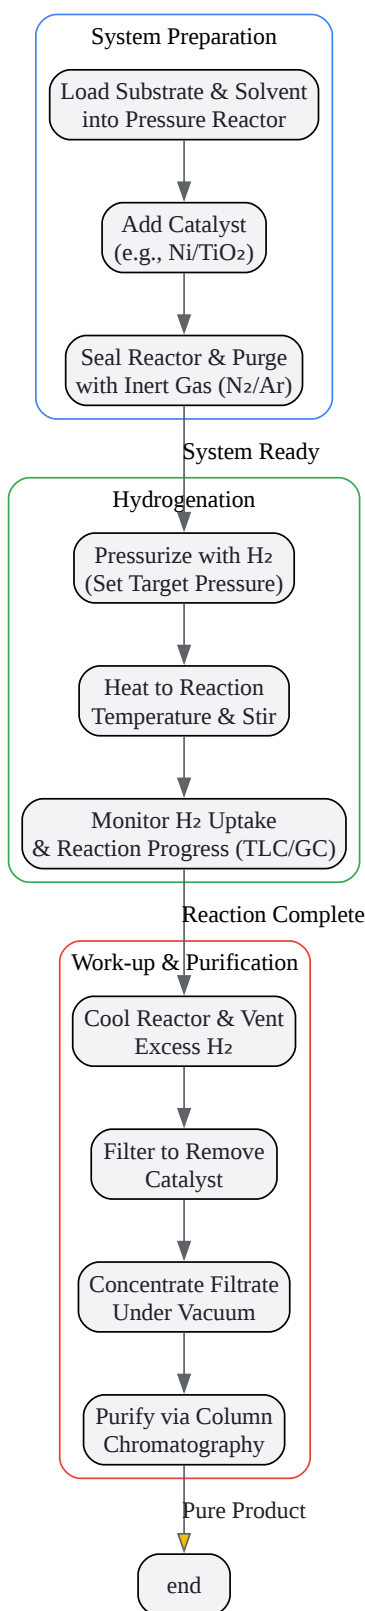 System Preparation
Load Substrate & Solvent
into Pressure Reactor
Add Catalyst
(e.g., Ni/TiO₂)
Seal Reactor & Purge
with Inert Gas (N₂/Ar)
System Ready
Hydrogenation
Pressurize with H₂
(Set Target Pressure)
Heat to Reaction
Temperature & Stir
Monitor H₂ Uptake
& Reaction Progress (TLC/GC)
Reaction Complete
Work-up & Purification
Cool Reactor & Vent
Excess H₂
Filter to Remove
Catalyst
Concentrate Filtrate
Under Vacuum
Purify via Column
Chromatography
Pure Product
end